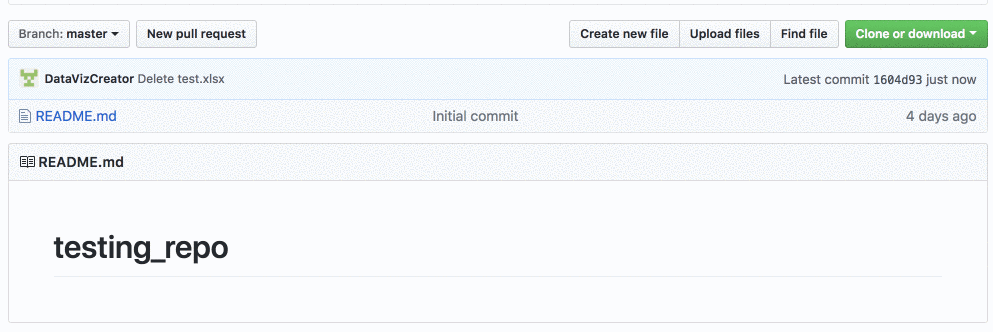 Branch: master New pull request Create new file Upload files Find file Clone or download
DataVizCreator Delete test.xlsx Latest commit 1604d93 just now
README.md Initial commit 4 days ago
README.md
testing_repo